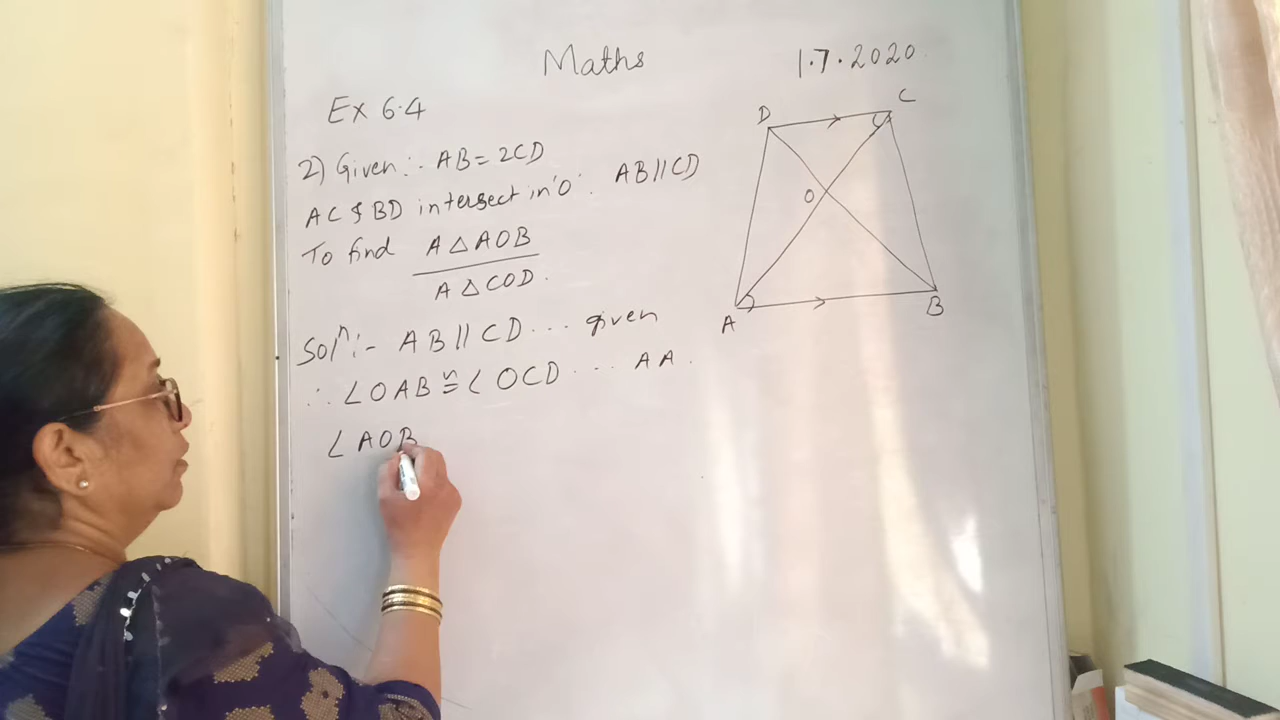 Maths 1.7.2020.
Ex 6.4
2) Given:- AB = 2CD
AC & BD intersect in 'O'. AB//CD
To find A△AOB
A△COD.
Solⁿ:- AB//CD... given
∴ ∠OAB ≅ ∠OCD ... AA.
∠AOB
D C
O
A B